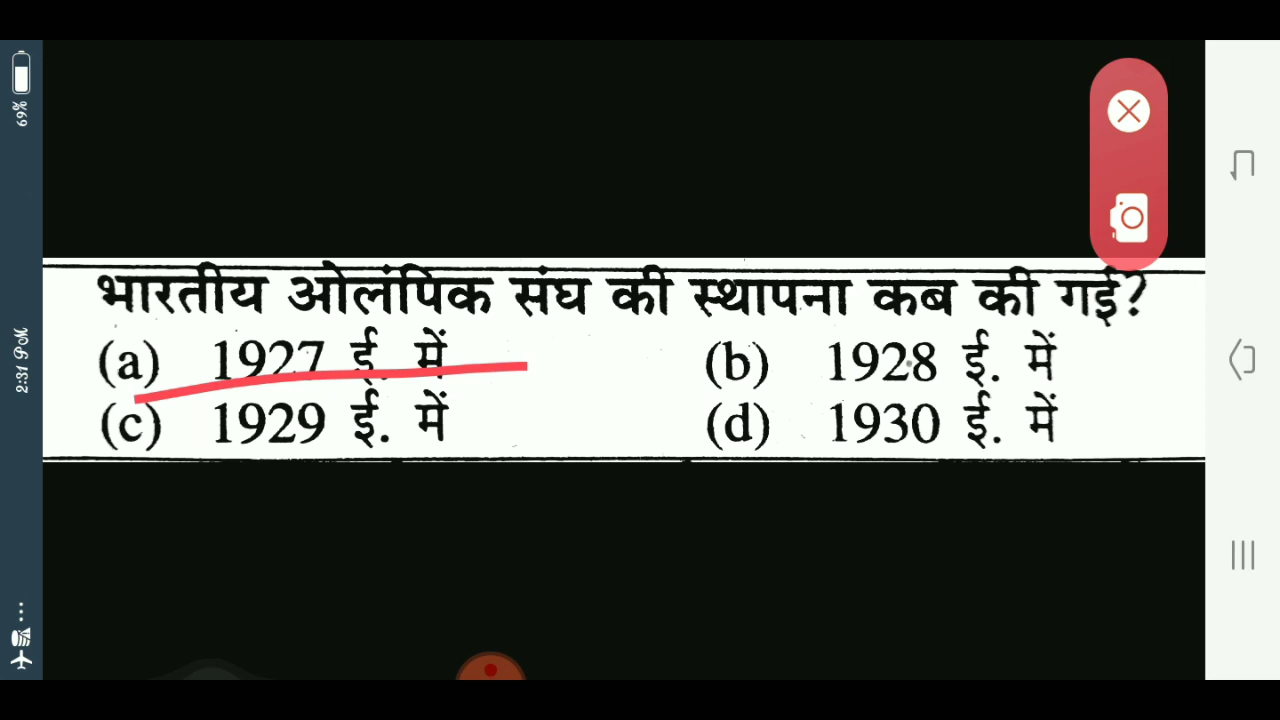 भारतीय ओलंपिक संघ की स्थापना कब की गई?
(a) 1927 ई. में (b) 1928 ई. में
(c) 1929 ई. में (d) 1930 ई. में
69%
2:31 PM